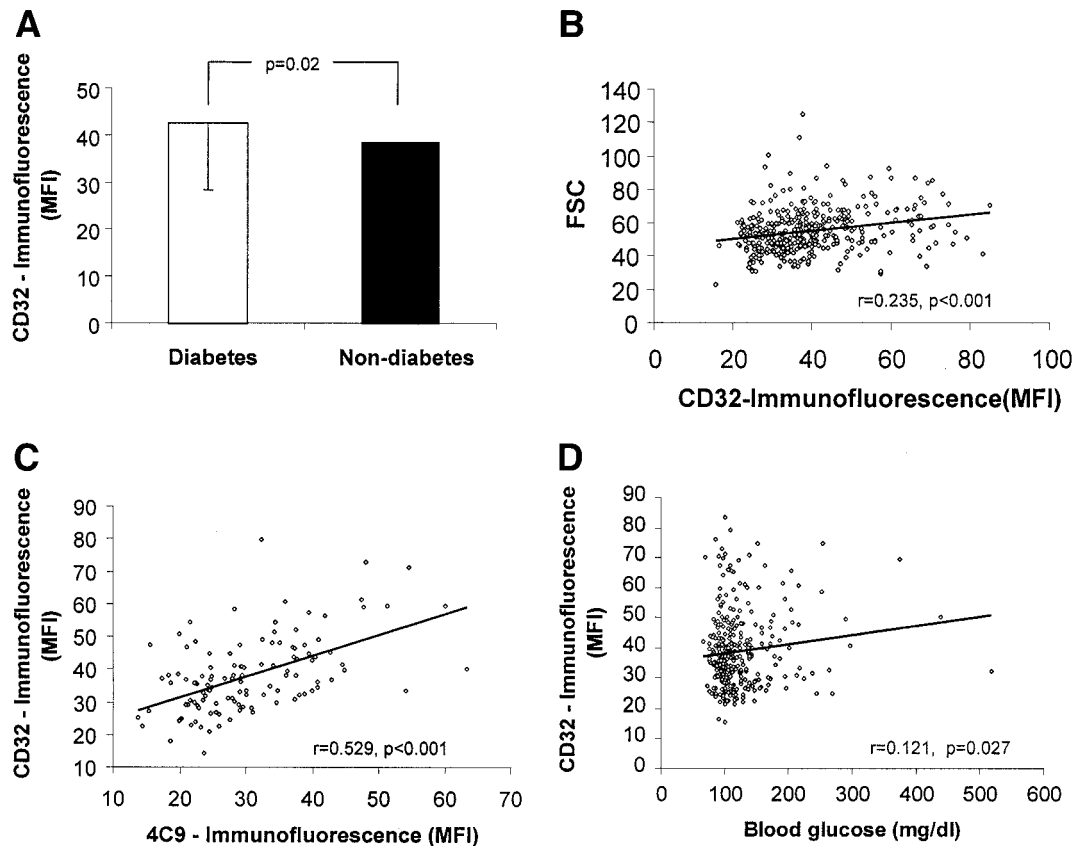 A
p=0.02
CD32 - Immunofluorescence
(MFI)
50
40
30
20
10
0
Diabetes
Non-diabetes
B
FSC
140
120
100
80
60
40
20
0
r=0.235, p<0.001
0
20
40
60
80
100
CD32-Immunofluorescence(MFI)
C
CD32 - Immunofluorescence
(MFI)
90
80
70
60
50
40
30
20
10
r=0.529, p<0.001
10
20
30
40
50
60
70
4C9 - Immunofluorescence (MFI)
D
CD32 - Immunofluorescence
(MFI)
90
80
70
60
50
40
30
20
10
0
r=0.121, p=0.027
0
100
200
300
400
500
600
Blood glucose (mg/dl)